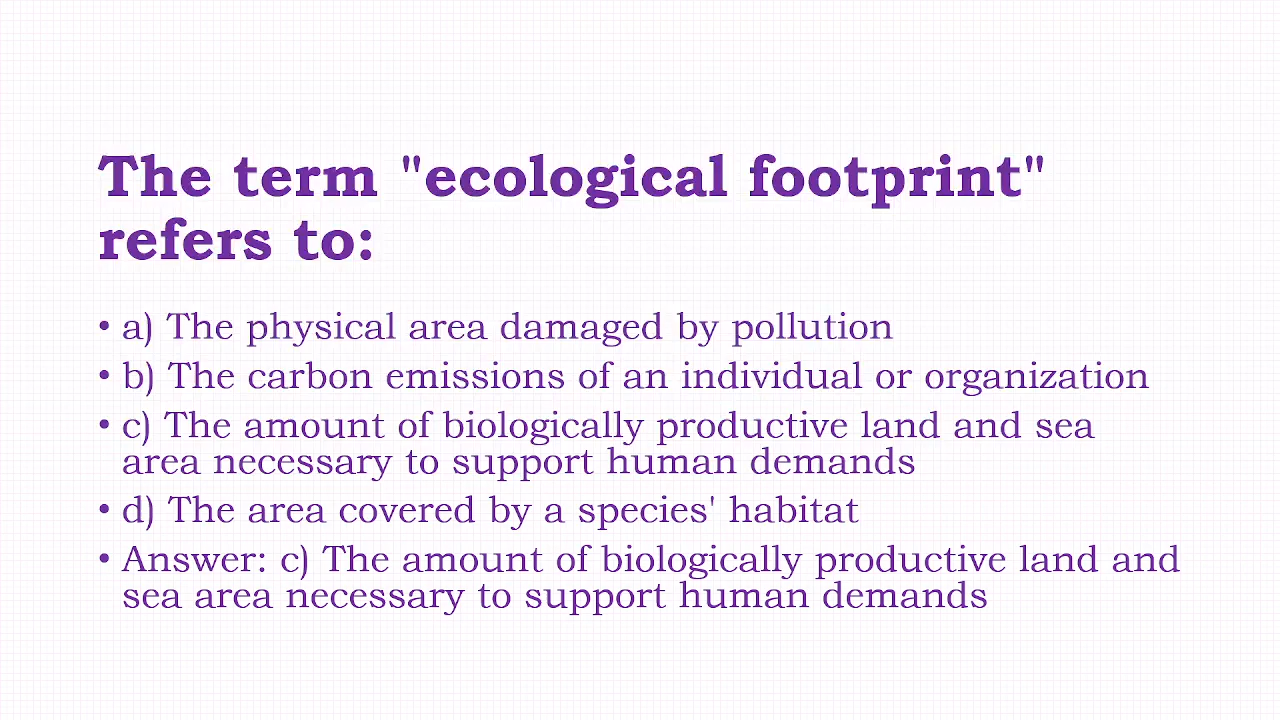 The term "ecological footprint"
refers to:
• a) The physical area damaged by pollution
• b) The carbon emissions of an individual or organization
• c) The amount of biologically productive land and sea
area necessary to support human demands
• d) The area covered by a species' habitat
• Answer: c) The amount of biologically productive land and
sea area necessary to support human demands